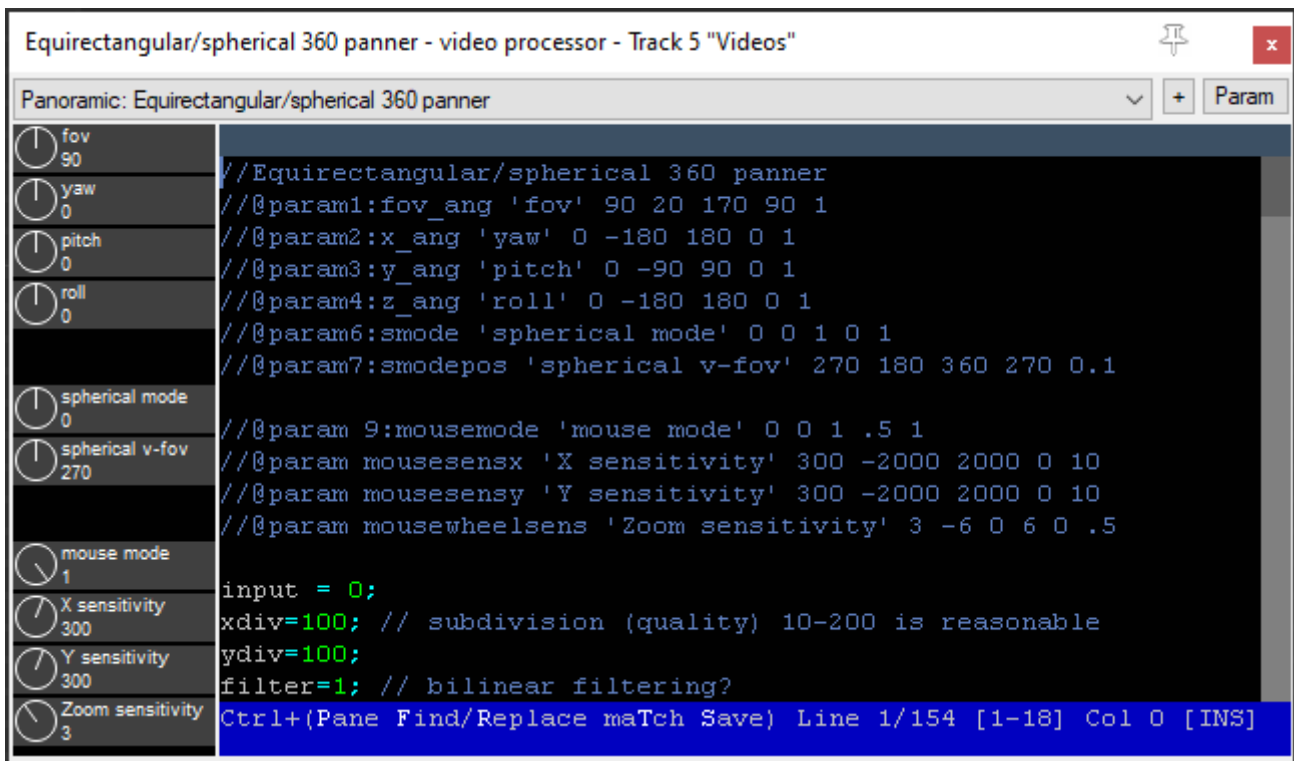 Equirectangular/spherical 360 panner - video processor - Track 5 "Videos"
x
Panoramic: Equirectangular/spherical 360 panner
+
Param
fov
90
yaw
0
pitch
0
roll
0
spherical mode
0
spherical v-fov
270
mouse mode
1
X sensitivity
300
Y sensitivity
300
Zoom sensitivity
3
//Equirectangular/spherical 360 panner
//@param1:fov_ang 'fov' 90 20 170 90 1
//@param2:x_ang 'yaw' 0 -180 180 0 1
//@param3:y_ang 'pitch' 0 -90 90 0 1
//@param4:z_ang 'roll' 0 -180 180 0 1
//@param6:smode 'spherical mode' 0 0 1 0 1
//@param7:smodepos 'spherical v-fov' 270 180 360 270 0.1
//@param 9:mousemode 'mouse mode' 0 0 1 .5 1
//@param mousesensx 'X sensitivity' 300 -2000 2000 0 10
//@param mousesensy 'Y sensitivity' 300 -2000 2000 0 10
//@param mousewheelsens 'Zoom sensitivity' 3 -6 0 6 0 .5
input = 0;
xdiv=100; // subdivision (quality) 10-200 is reasonable
ydiv=100;
filter=1; // bilinear filtering?
Ctrl+(Pane Find/Replace maTch Save) Line 1/154 [1-18] Col 0 [INS]